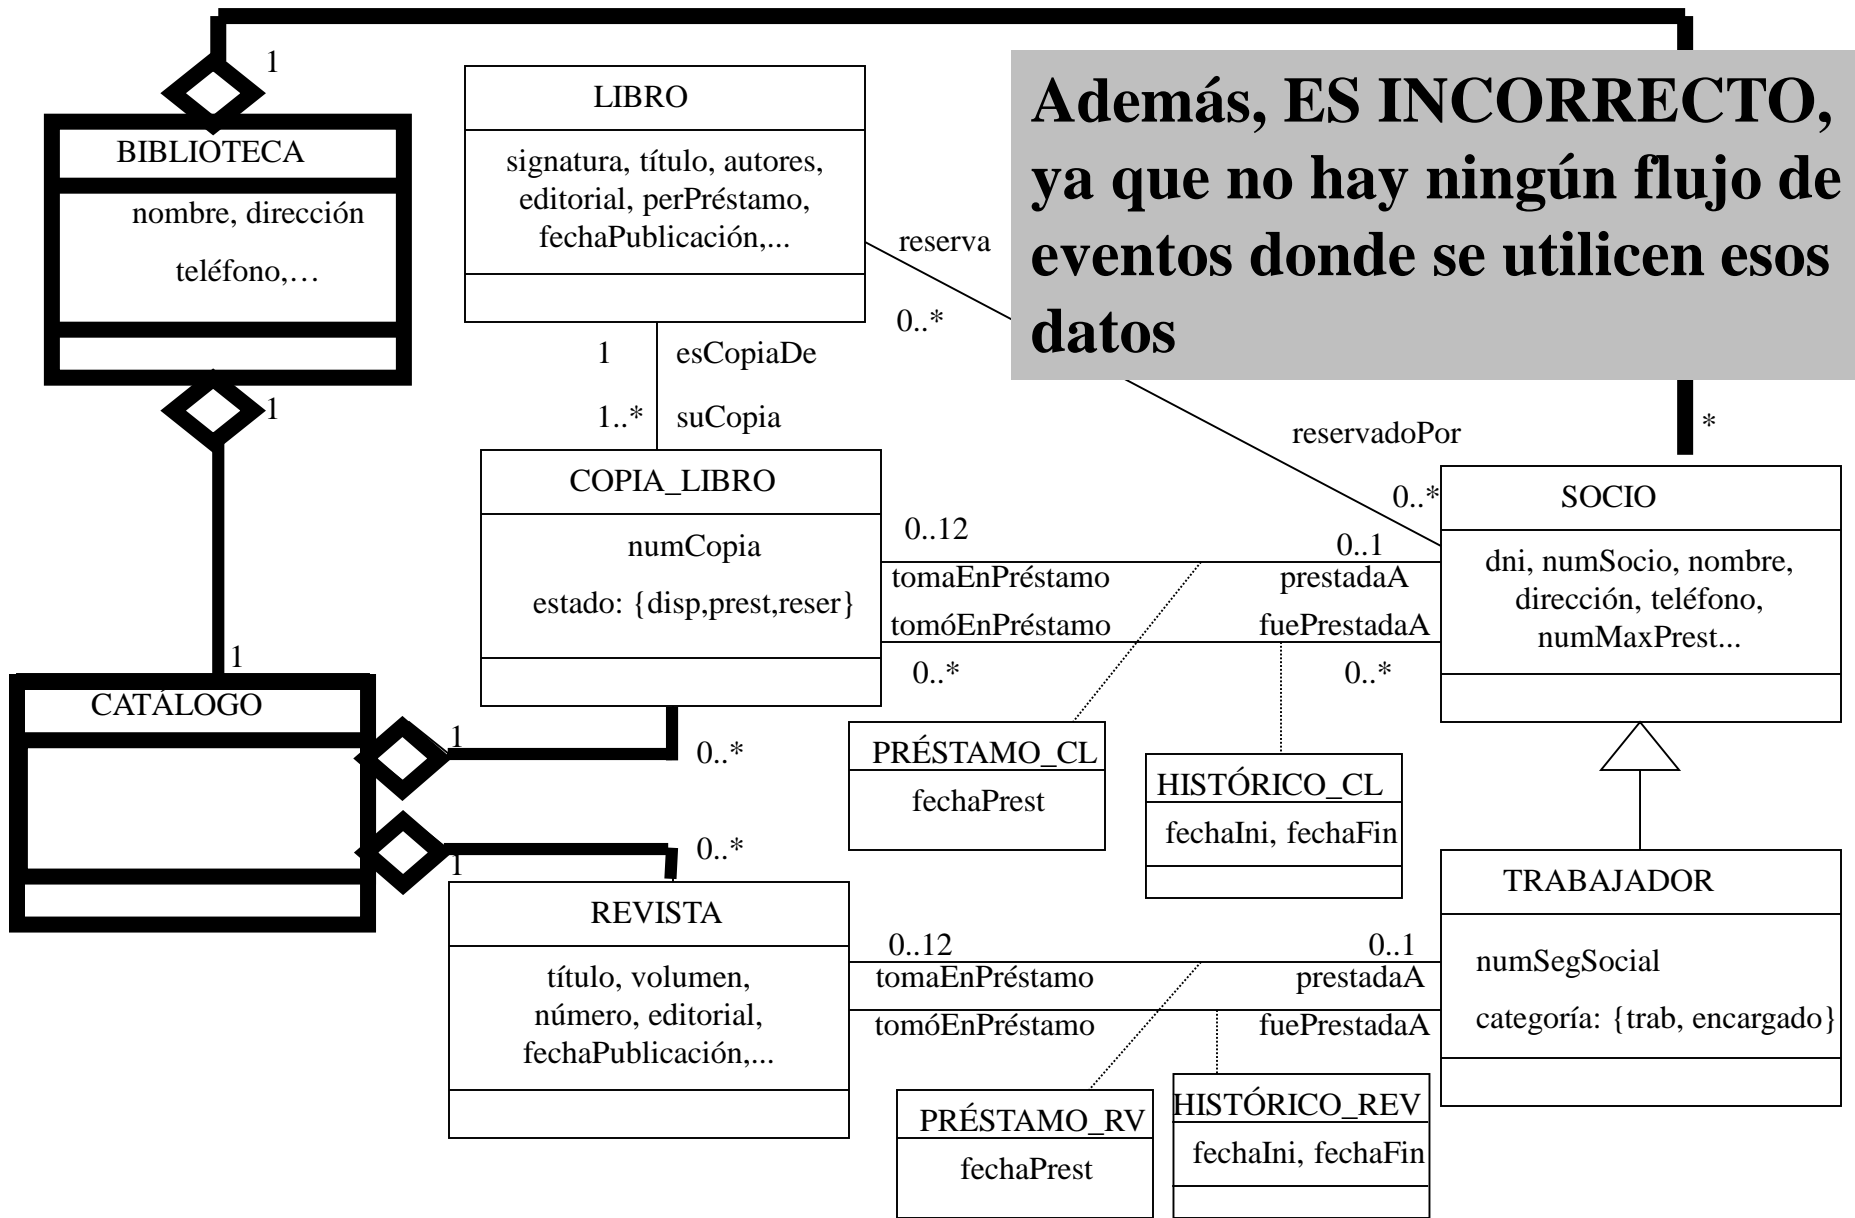 1
BIBLIOTECA
nombre, dirección
teléfono,…
1
1
CATÁLOGO
1
0..*
1
0..*
LIBRO
signatura, título, autores,
editorial, perPréstamo,
fechaPublicación,...
reserva
0..*
Además, ES INCORRECTO,
ya que no hay ningún flujo de
eventos donde se utilicen esos
datos
1 esCopiaDe
1..* suCopia
reservadoPor
*
0..*
COPIA_LIBRO
numCopia
estado: {disp,prest,reser}
0..12
0..1
tomaEnPréstamo
prestadaA
tomóEnPréstamo
fuePrestadaA
0..*
0..*
SOCIO
dni, numSocio, nombre,
dirección, teléfono,
numMaxPrest...
PRÉSTAMO_CL
fechaPrest
HISTÓRICO_CL
fechaIni, fechaFin
REVISTA
título, volumen,
número, editorial,
fechaPublicación,...
0..12
0..1
tomaEnPréstamo
prestadaA
tomóEnPréstamo
fuePrestadaA
TRABAJADOR
numSegSocial
categoría: {trab, encargado}
PRÉSTAMO_RV
fechaPrest
HISTÓRICO_REV
fechaIni, fechaFin